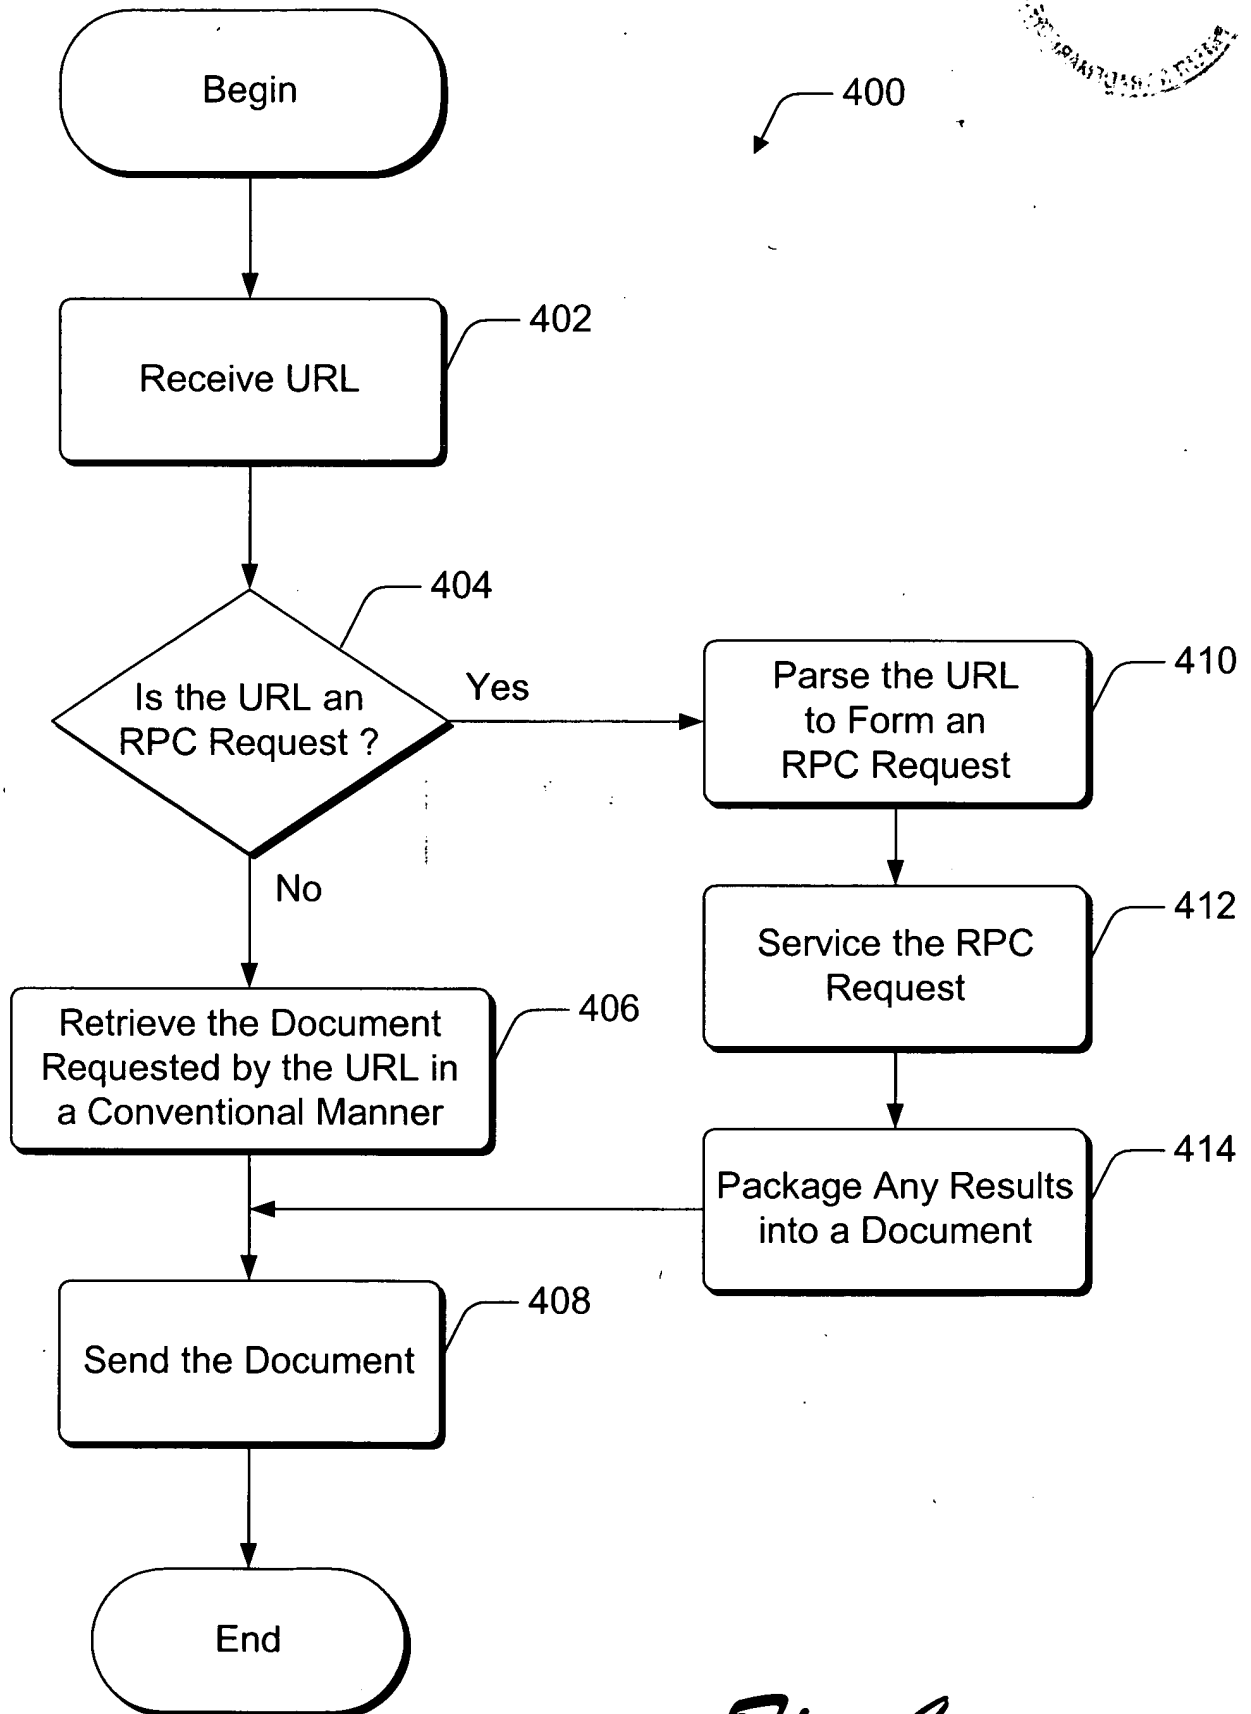 Begin
400
402
Receive URL
404
Is the URL an
RPC Request ?
Yes
No
410
Parse the URL
to Form an
RPC Request
412
Service the RPC
Request
406
Retrieve the Document
Requested by the URL in
a Conventional Manner
414
Package Any Results
into a Document
408
Send the Document
End